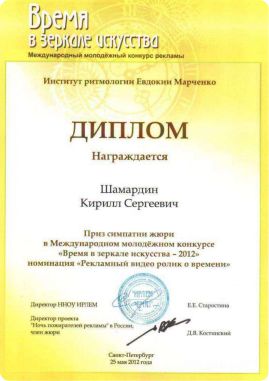 Время
в зеркале искусства
Международный молодёжный конкурс рекламы
Институт ритмологии Евдокии Марченко
ДИПЛОМ
Награждается
Шамардин
Кирилл Сергеевич
Приз симпатии жюри
в Международном молодёжном конкурсе
«Время в зеркале искусства – 2012»
номинация «Рекламный видео ролик о времени»
Директор ННОУ ИРЛЕМ Е.Е. Старостина
Директор проекта
"Ночь пожирателей рекламы" в России,
член жюри Д.В. Костинский
Санкт-Петербург
25 мая 2012 года